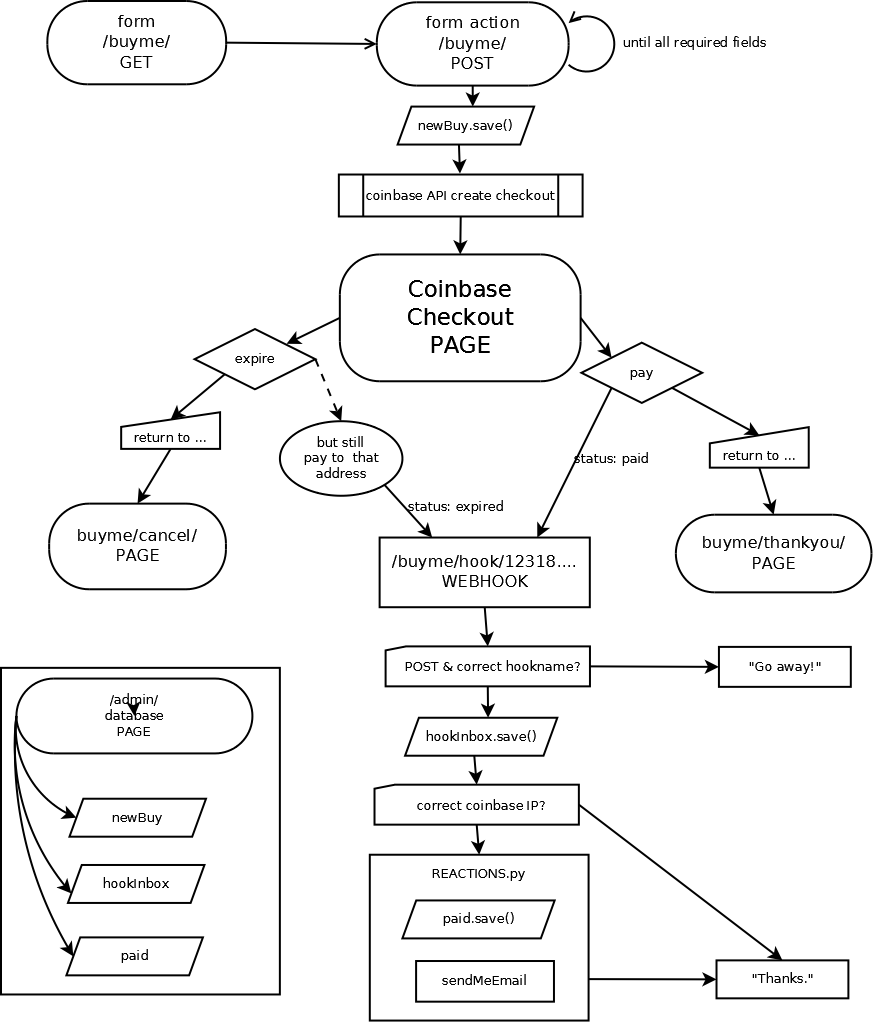 form
/buyme/
GET
form action
/buyme/
POST
until all required fields
newBuy.save()
coinbase API create checkout
Coinbase
Checkout
PAGE
expire
pay
return to ...
but still
pay to that
address
status: paid
return to ...
status: expired
buyme/cancel/
PAGE
/buyme/hook/12318....
WEBHOOK
buyme/thankyou/
PAGE
POST & correct hookname?
"Go away!"
/admin/
database
PAGE
hookInbox.save()
newBuy
correct coinbase IP?
hookInbox
REACTIONS.py
paid.save()
paid
sendMeEmail
"Thanks."